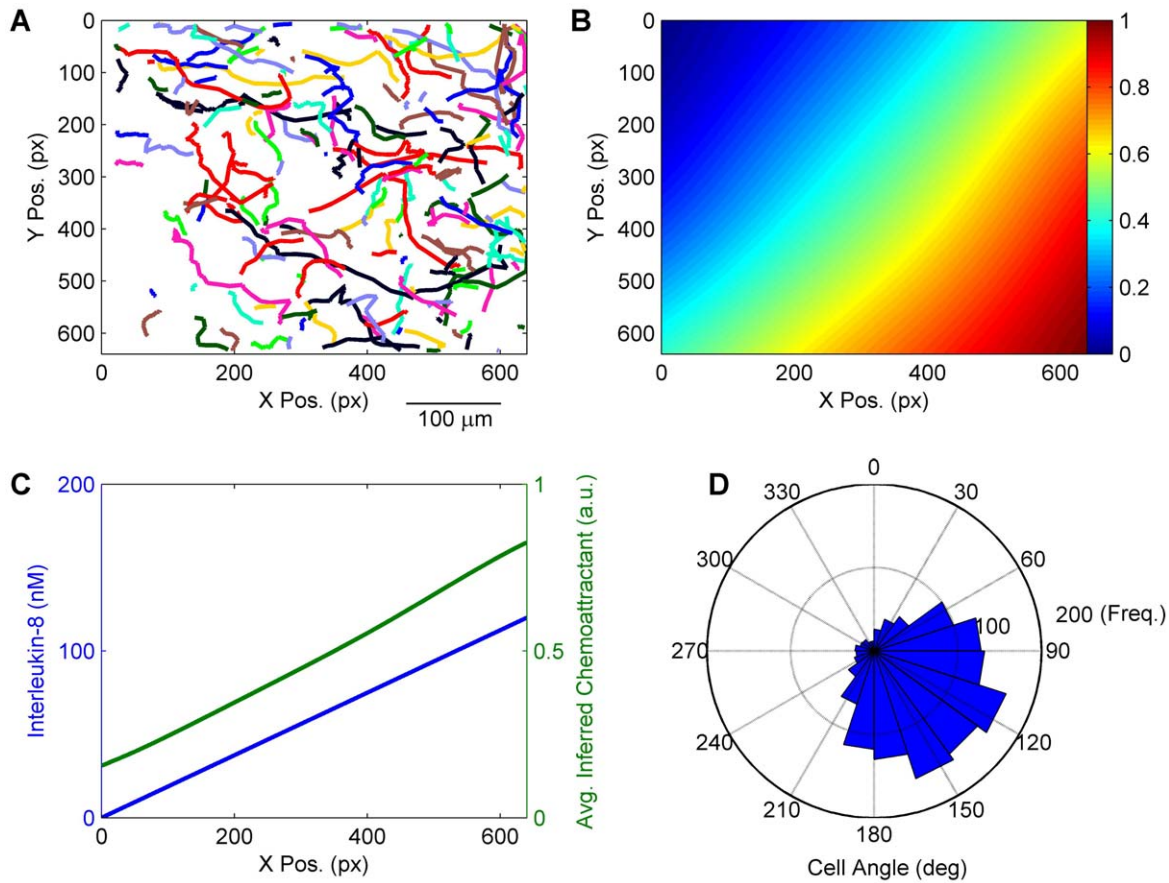 A
0
100
200
300
400
500
600
Y Pos. (px)
0 200 400 600
X Pos. (px)
100 μm
B
0
100
200
300
400
500
600
Y Pos. (px)
0 200 400 600
X Pos. (px)
1
0.8
0.6
0.4
0.2
0
C
200
100
0
Interleukin-8 (nM)
1
0.5
0
Avg. Inferred Chemoattractant (a.u.)
0 200 400 600
X Pos. (px)
D
0
330 30
300 60
200 (Freq.)
100
270 90
240 120
210 150
180
Cell Angle (deg)